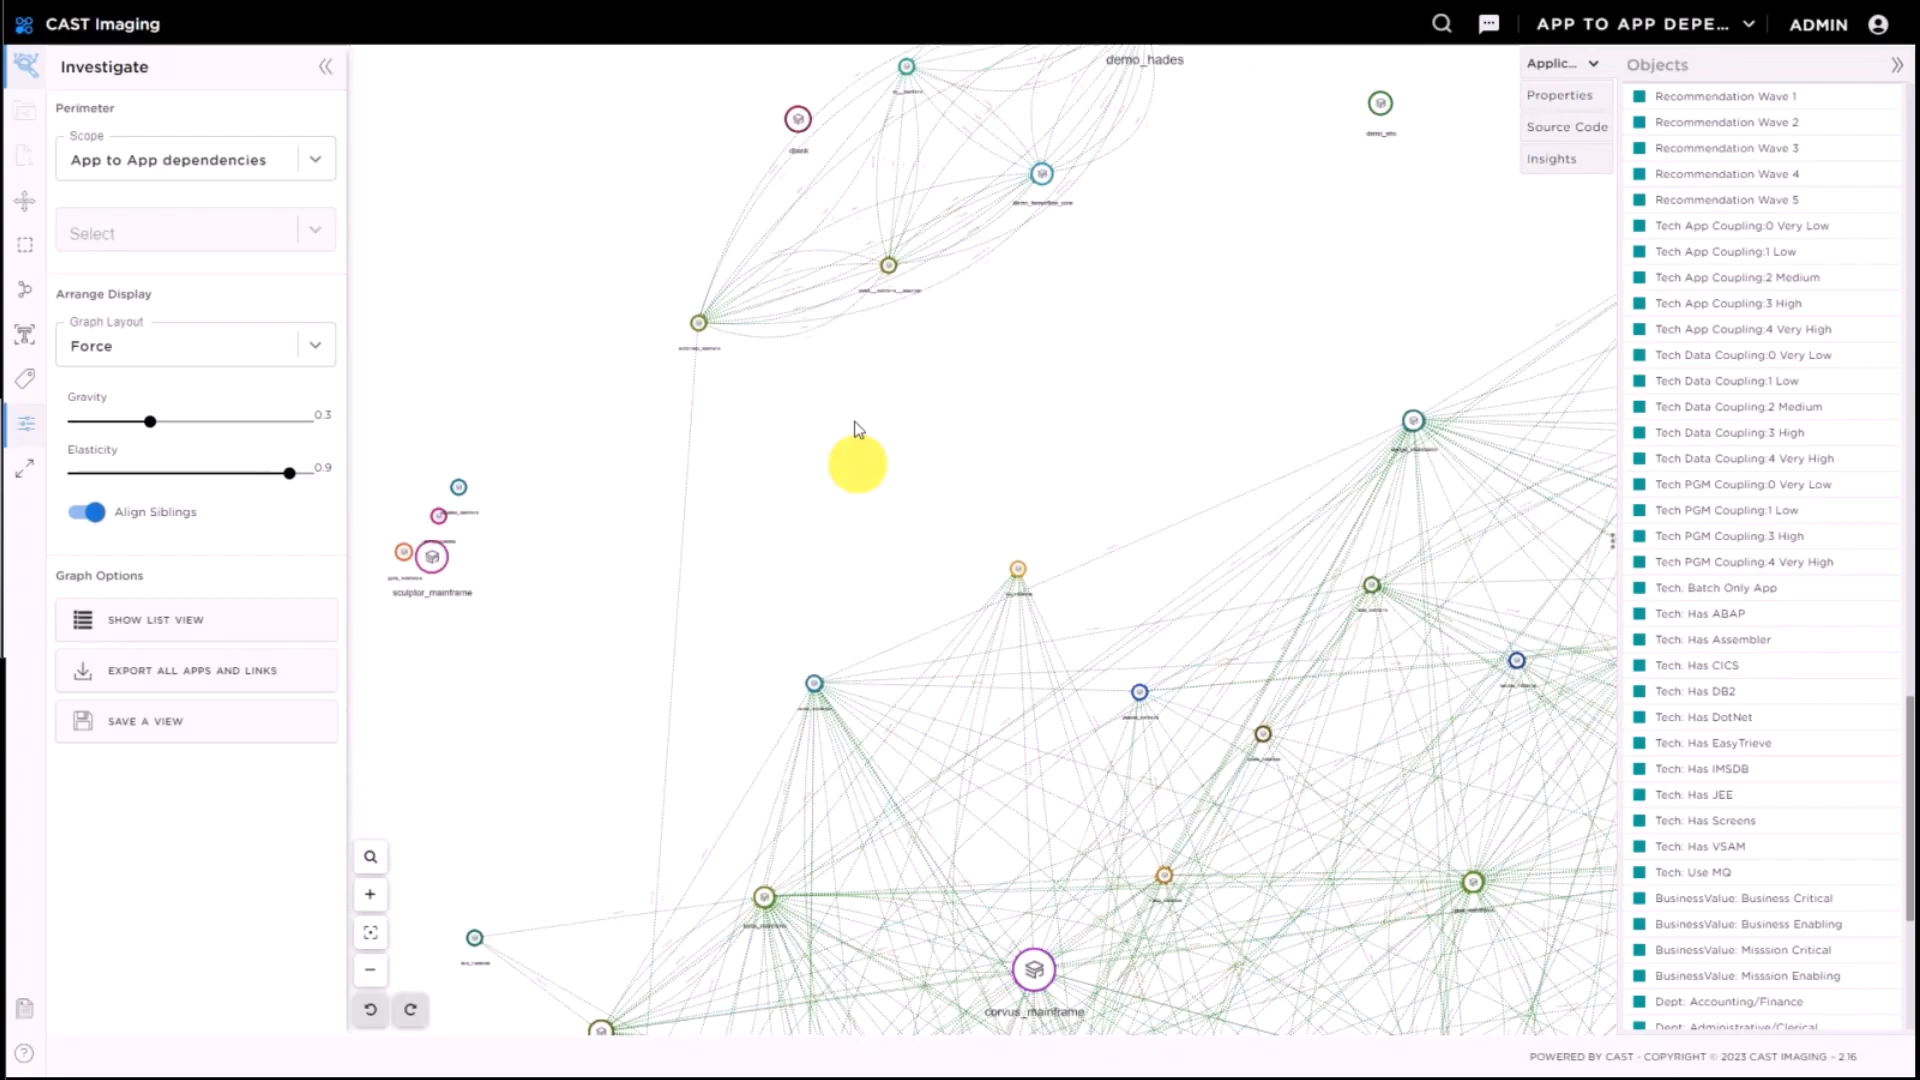 CAST Imaging
APP TO APP DEPE...
ADMIN
Investigate
Perimeter
Scope
App to App dependencies
Select
Arrange Display
Graph Layout
Force
Gravity
0.3
Elasticity
0.9
Align Siblings
Graph Options
SHOW LIST VIEW
EXPORT ALL APPS AND LINKS
SAVE A VIEW
demo_hades
dbank
sculptor_mainframe
corvus_mainframe
Applic...
Properties
Source Code
Insights
Objects
Recommendation Wave 1
Recommendation Wave 2
Recommendation Wave 3
Recommendation Wave 4
Recommendation Wave 5
Tech App Coupling:0 Very Low
Tech App Coupling:1 Low
Tech App Coupling:2 Medium
Tech App Coupling:3 High
Tech App Coupling:4 Very High
Tech Data Coupling:0 Very Low
Tech Data Coupling:1 Low
Tech Data Coupling:2 Medium
Tech Data Coupling:3 High
Tech Data Coupling:4 Very High
Tech PGM Coupling:0 Very Low
Tech PGM Coupling:1 Low
Tech PGM Coupling:3 High
Tech PGM Coupling:4 Very High
Tech: Batch Only App
Tech: Has ABAP
Tech: Has Assembler
Tech: Has CICS
Tech: Has DB2
Tech: Has DotNet
Tech: Has EasyTrieve
Tech: Has IMSDB
Tech: Has JEE
Tech: Has Screens
Tech: Has VSAM
Tech: Use MQ
BusinessValue: Business Critical
BusinessValue: Business Enabling
BusinessValue: Misssion Critical
BusinessValue: Misssion Enabling
Dept: Accounting/Finance
Dept: Administrative/Clerical
POWERED BY CAST - COPYRIGHT © 2023 CAST IMAGING - 2.16